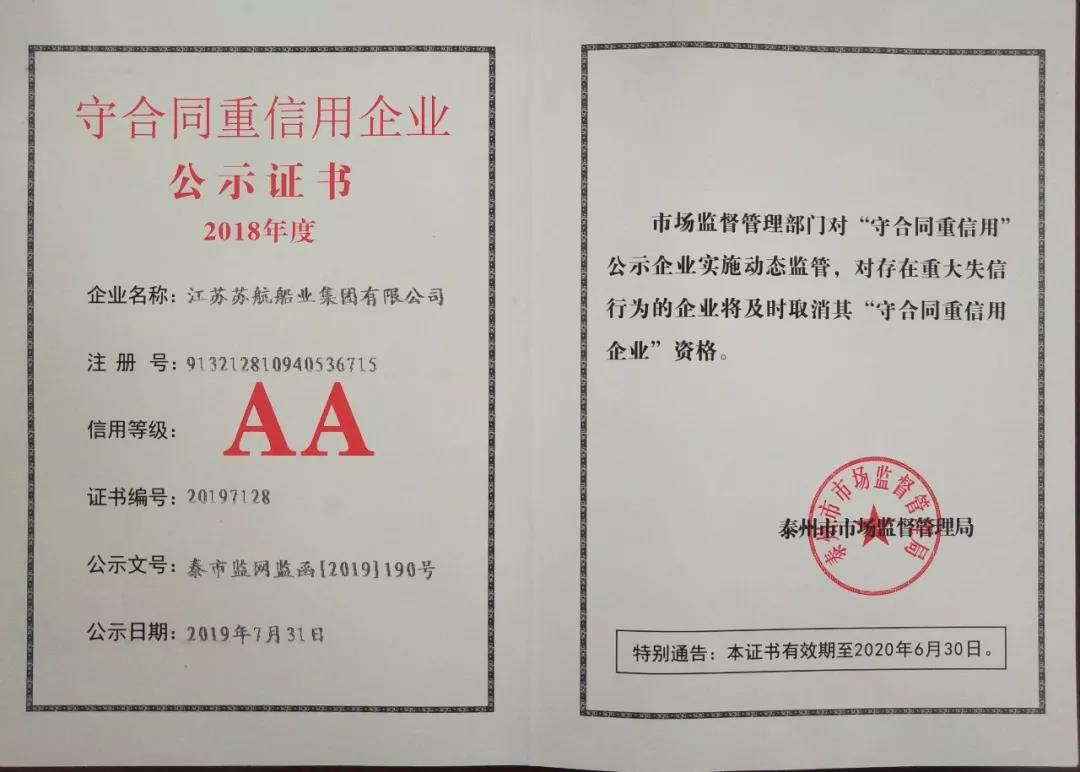 守合同重信用企业
公示证书
2018年度
企业名称：江苏苏航船业集团有限公司
注册号：913212810940536715
信用等级：AA
证书编号：20197128
公示文号：泰市监网监函[2019]190号
公示日期：2019年7月31日
市场监督管理部门对“守合同重信用”
公示企业实施动态监管，对存在重大失信
行为的企业将及时取消其“守合同重信用
企业”资格。
泰州市市场监督管理局
泰州市市场监督管理局
特别通告：本证书有效期至2020年6月30日。